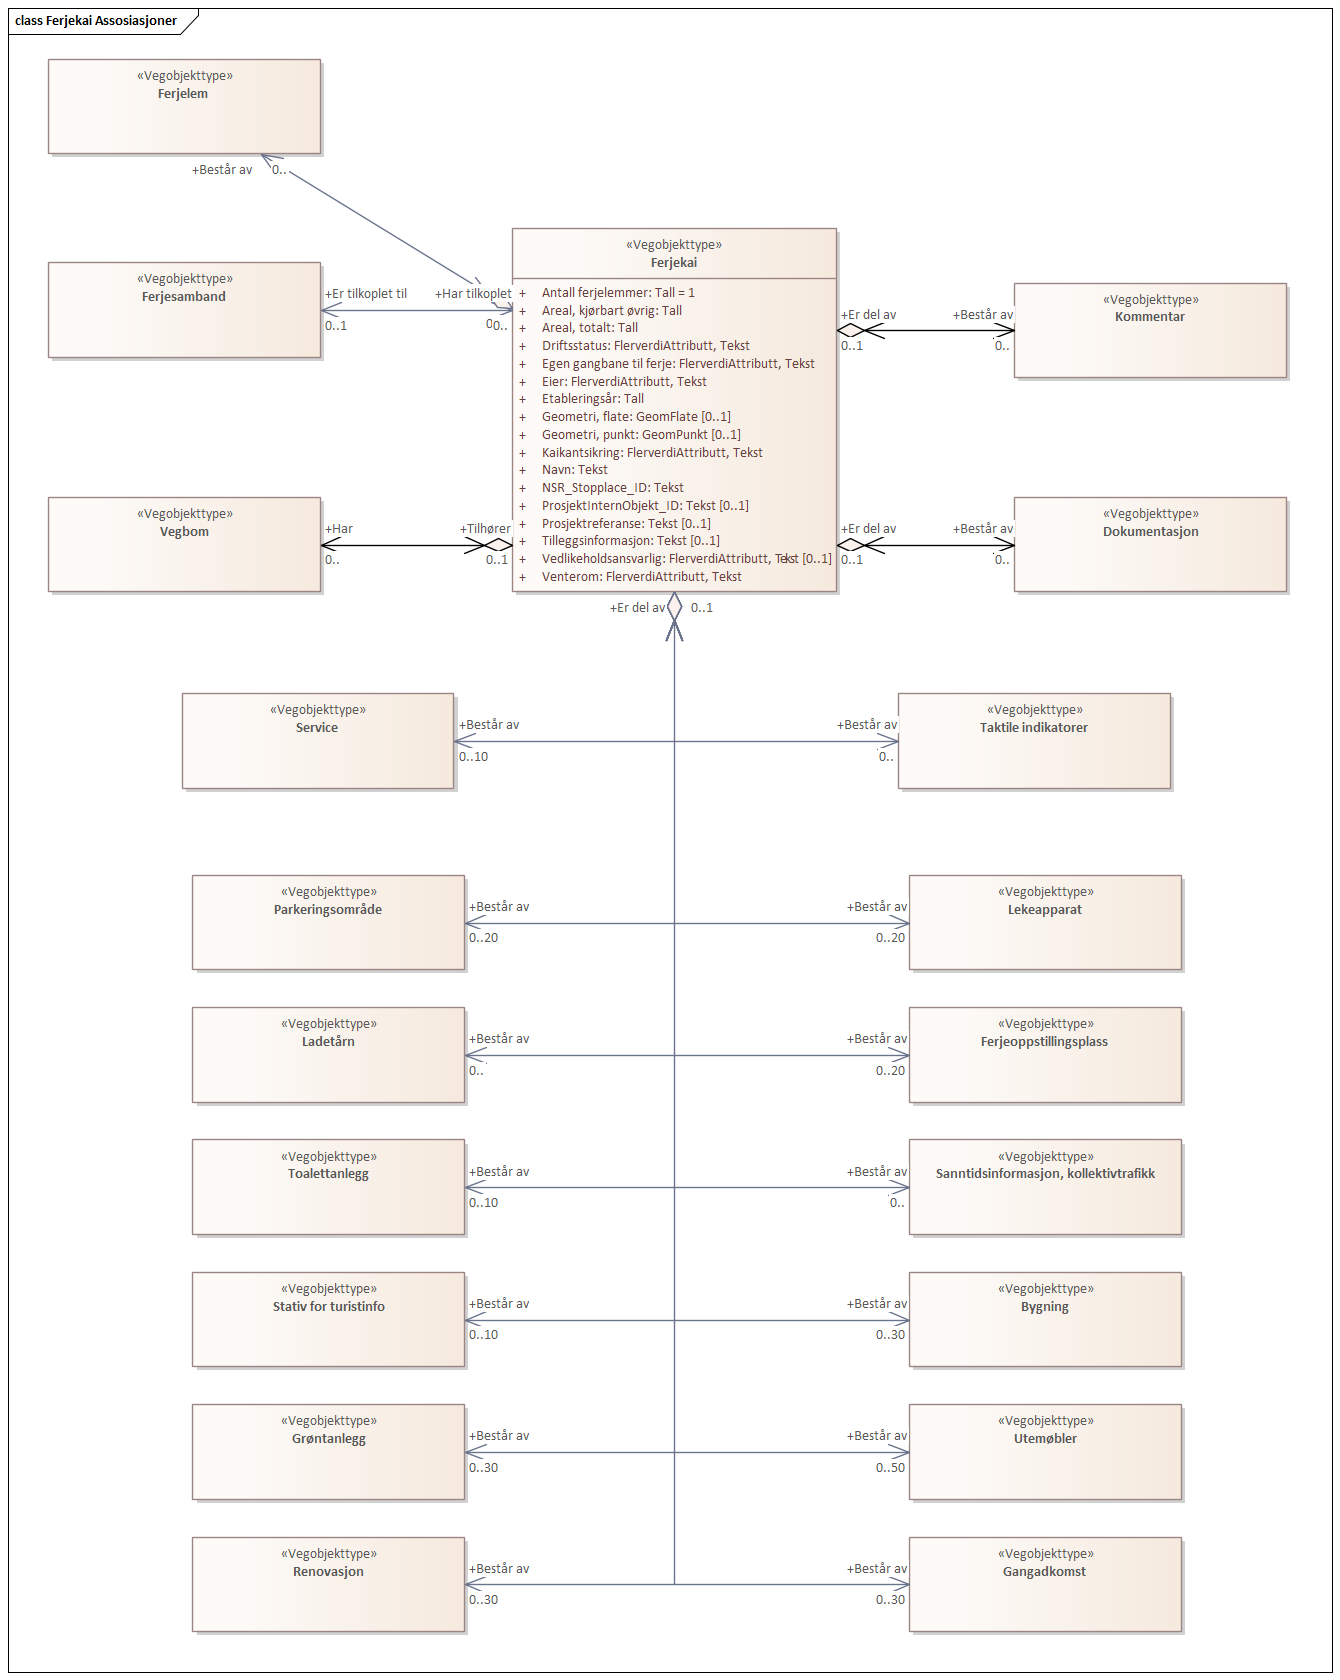 class Ferjekai Assosiasjoner
«Vegobjekttype»
Ferjelem
+Består av 0..
«Vegobjekttype»
Ferjesamband
+Er tilkoplet til
0..1
+Har tilkoplet
0..
0..
«Vegobjekttype»
Ferjekai
+ Antall ferjelemmer: Tall = 1
+ Areal, kjørbart øvrig: Tall
+ Areal, totalt: Tall
+ Driftsstatus: FlerverdiAttributt, Tekst
+ Egen gangbane til ferje: FlerverdiAttributt, Tekst
+ Eier: FlerverdiAttributt, Tekst
+ Etableringsår: Tall
+ Geometri, flate: GeomFlate [0..1]
+ Geometri, punkt: GeomPunkt [0..1]
+ Kaikantsikring: FlerverdiAttributt, Tekst
+ Navn: Tekst
+ NSR_Stopplace_ID: Tekst
+ ProsjektInternObjekt_ID: Tekst [0..1]
+ Prosjektreferanse: Tekst [0..1]
+ Tilleggsinformasjon: Tekst [0..1]
+ Vedlikeholdsansvarlig: FlerverdiAttributt, Tekst [0..1]
+ Venterom: FlerverdiAttributt, Tekst
+Er del av
0..1
+Består av
0..
«Vegobjekttype»
Kommentar
«Vegobjekttype»
Vegbom
+Har
0..
+Tilhører
0..1
+Er del av
0..1
+Består av
0..
«Vegobjekttype»
Dokumentasjon
+Er del av 0..1
«Vegobjekttype»
Service
+Består av
0..10
+Består av
0..
«Vegobjekttype»
Taktile indikatorer
«Vegobjekttype»
Parkeringsområde
+Består av
0..20
+Består av
0..20
«Vegobjekttype»
Lekeapparat
«Vegobjekttype»
Ladetårn
+Består av
0..
+Består av
0..20
«Vegobjekttype»
Ferjeoppstillingsplass
«Vegobjekttype»
Toalettanlegg
+Består av
0..10
+Består av
0..
«Vegobjekttype»
Sanntidsinformasjon, kollektivtrafikk
«Vegobjekttype»
Stativ for turistinfo
+Består av
0..10
+Består av
0..30
«Vegobjekttype»
Bygning
«Vegobjekttype»
Grøntanlegg
+Består av
0..30
+Består av
0..50
«Vegobjekttype»
Utemøbler
«Vegobjekttype»
Renovasjon
+Består av
0..30
+Består av
0..30
«Vegobjekttype»
Gangadkomst